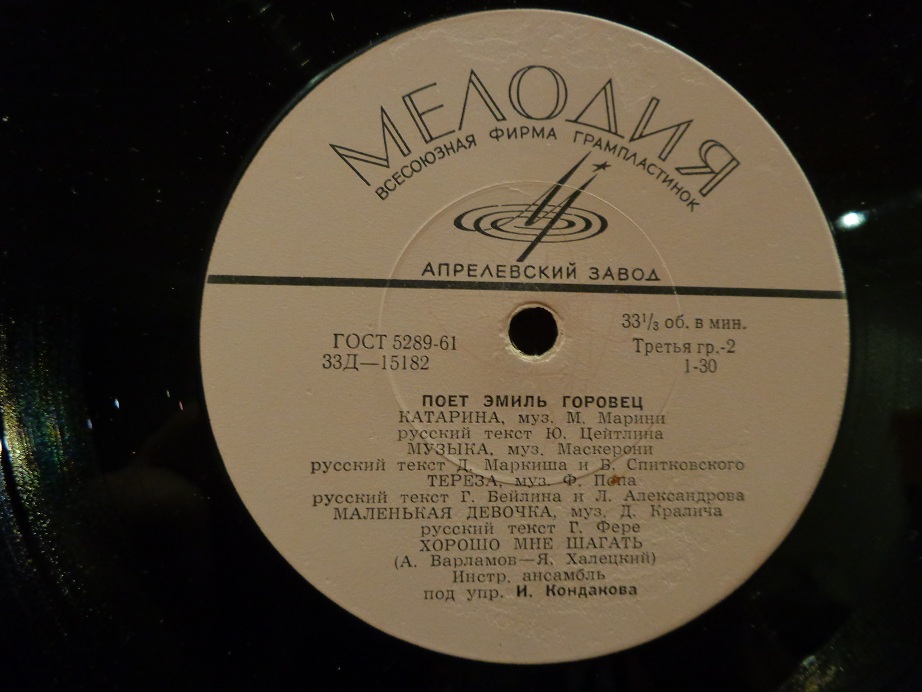 МЕЛОДИЯ
ВСЕСОЮЗНАЯ ФИРМА ГРАМПЛАСТИНОК
АПРЕЛЕВСКИЙ ЗАВОД
ГОСТ 5289-61
33Д—15182
33⅓ об. в мин.
Третья гр.-2
1-30
ПОЕТ ЭМИЛЬ ГОРОВЕЦ
КАТАРИНА, муз. М. Марини
русский текст Ю. Цейтлина
МУЗЫКА, муз. Маскерони
русский текст Д. Маркиша и В. Спитковского
ТЕРЕЗА, муз. Ф. Попа
русский текст Г. Бейлина и Л. Александрова
МАЛЕНЬКАЯ ДЕВОЧКА, муз. Д. Кралича
русский текст Г. Фере
ХОРОШО МНЕ ШАГАТЬ
(А. Варламов—Я. Халецкий)
Инстр. ансамбль
под упр. И. Кондакова